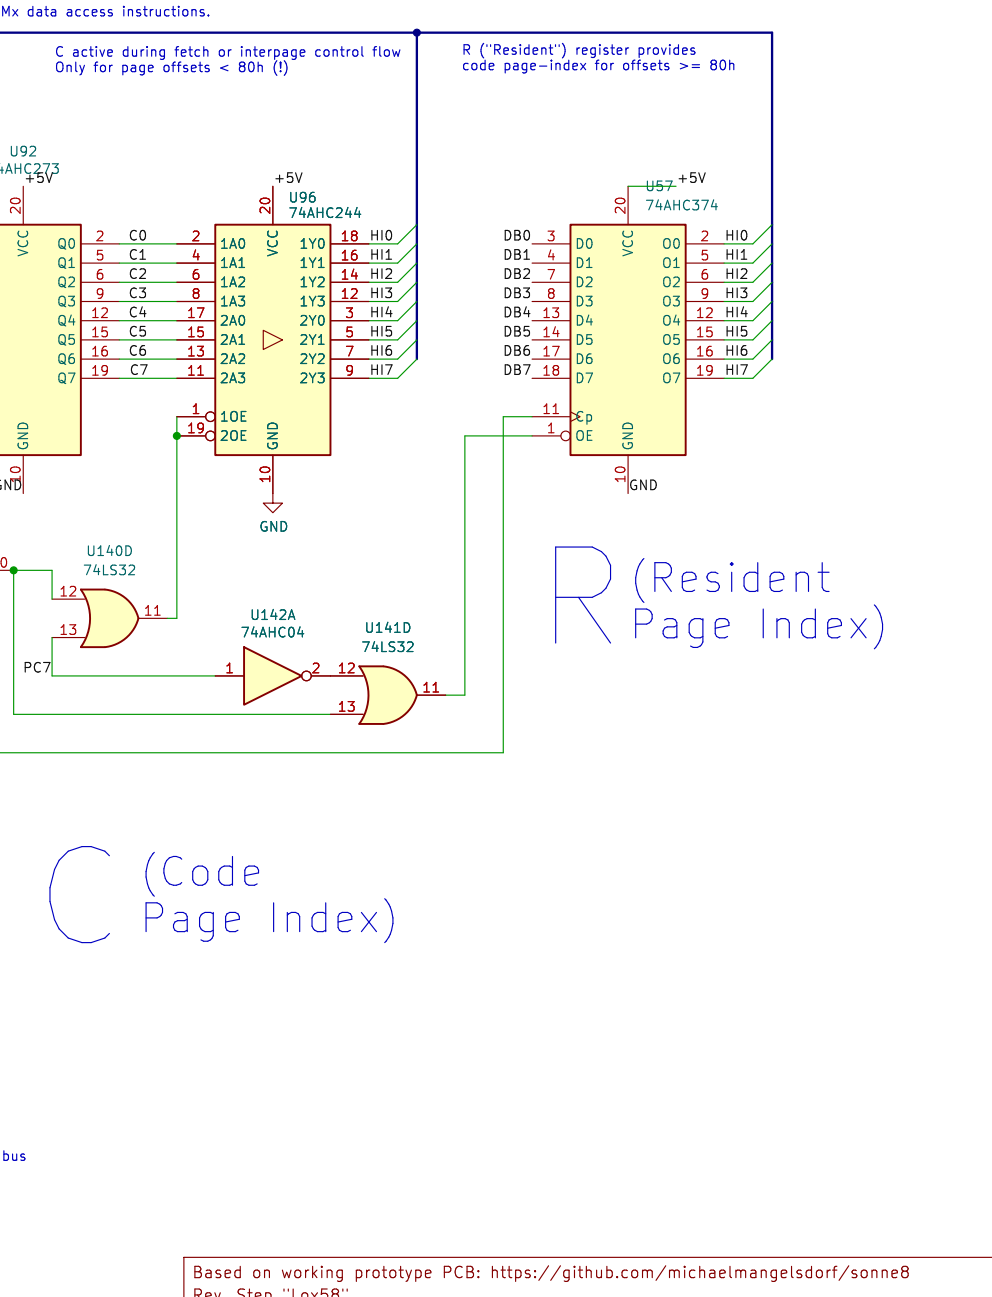 Mx data access instructions.
C active during fetch or interpage control flow
Only for page offsets < 80h (!)
R ("Resident") register provides
code page-index for offsets >= 80h
U92
4AHC273
+5V
20
VCC
Q0 2 C0
Q1 5 C1
Q2 6 C2
Q3 9 C3
Q4 12 C4
Q5 15 C5
Q6 16 C6
Q7 19 C7
GND
10
GND
+5V
U96
74AHC244
20
VCC
2 1A0 1Y0 18 HI0
4 1A1 1Y1 16 HI1
6 1A2 1Y2 14 HI2
8 1A3 1Y3 12 HI3
17 2A0 2Y0 3 HI4
15 2A1 2Y1 5 HI5
13 2A2 2Y2 7 HI6
11 2A3 2Y3 9 HI7
1 1OE
19 2OE
GND
10
GND
+5V
U57
74AHC374
20
VCC
DB0 3 D0 O0 2 HI0
DB1 4 D1 O1 5 HI1
DB2 7 D2 O2 6 HI2
DB3 8 D3 O3 9 HI3
DB4 13 D4 O4 12 HI4
DB5 14 D5 O5 15 HI5
DB6 17 D6 O6 16 HI6
DB7 18 D7 O7 19 HI7
11 Cp
1 OE
GND
10
GND
0
U140D
74LS32
12
13
11
PC7
U142A
74AHC04
1
2
U141D
74LS32
12
13
11
R (Resident
Page Index)
C (Code
Page Index)
bus
Based on working prototype PCB: https://github.com/michaelmangelsdorf/sonne8
Rev. Step "Lox58"